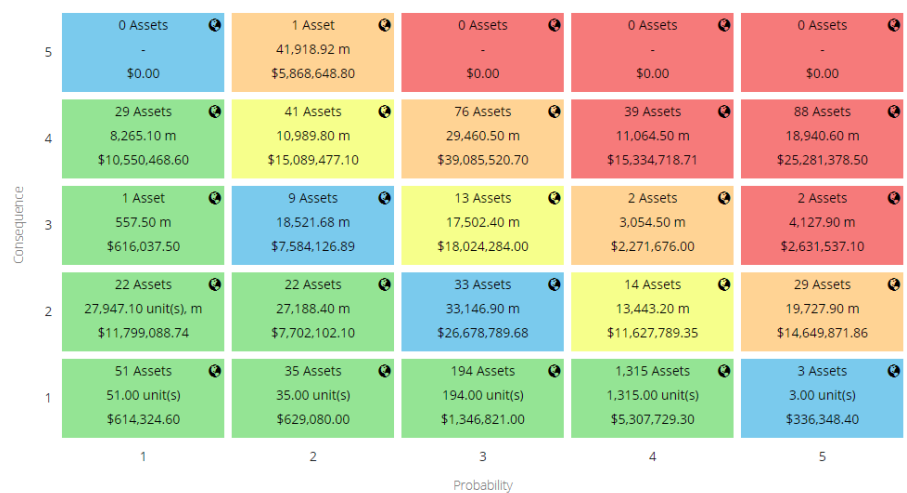 0 Assets
-
$0.00
1 Asset
41,918.92 m
$5,868,648.80
0 Assets
-
$0.00
0 Assets
-
$0.00
0 Assets
-
$0.00
5
29 Assets
8,265.10 m
$10,550,468.60
41 Assets
10,989.80 m
$15,089,477.10
76 Assets
29,460.50 m
$39,085,520.70
39 Assets
11,064.50 m
$15,334,718.71
88 Assets
18,940.60 m
$25,281,378.50
4
1 Asset
557.50 m
$616,037.50
9 Assets
18,521.68 m
$7,584,126.89
13 Assets
17,502.40 m
$18,024,284.00
2 Assets
3,054.50 m
$2,271,676.00
2 Assets
4,127.90 m
$2,631,537.10
3
Consequence
22 Assets
27,947.10 unit(s), m
$11,799,088.74
22 Assets
27,188.40 m
$7,702,102.10
33 Assets
33,146.90 m
$26,678,789.68
14 Assets
13,443.20 m
$11,627,789.35
29 Assets
19,727.90 m
$14,649,871.86
2
51 Assets
51.00 unit(s)
$614,324.60
35 Assets
35.00 unit(s)
$629,080.00
194 Assets
194.00 unit(s)
$1,346,821.00
1,315 Assets
1,315.00 unit(s)
$5,307,729.30
3 Assets
3.00 unit(s)
$336,348.40
1
1 2 3 4 5
Probability